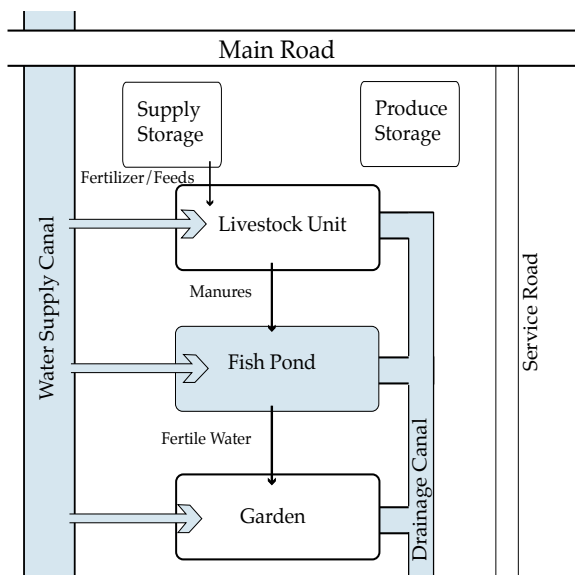 Main Road
Supply
Storage
Produce
Storage
Fertilizer/Feeds
Livestock Unit
Water Supply Canal
Manures
Service Road
Fish Pond
Fertile Water
Drainage Canal
Garden